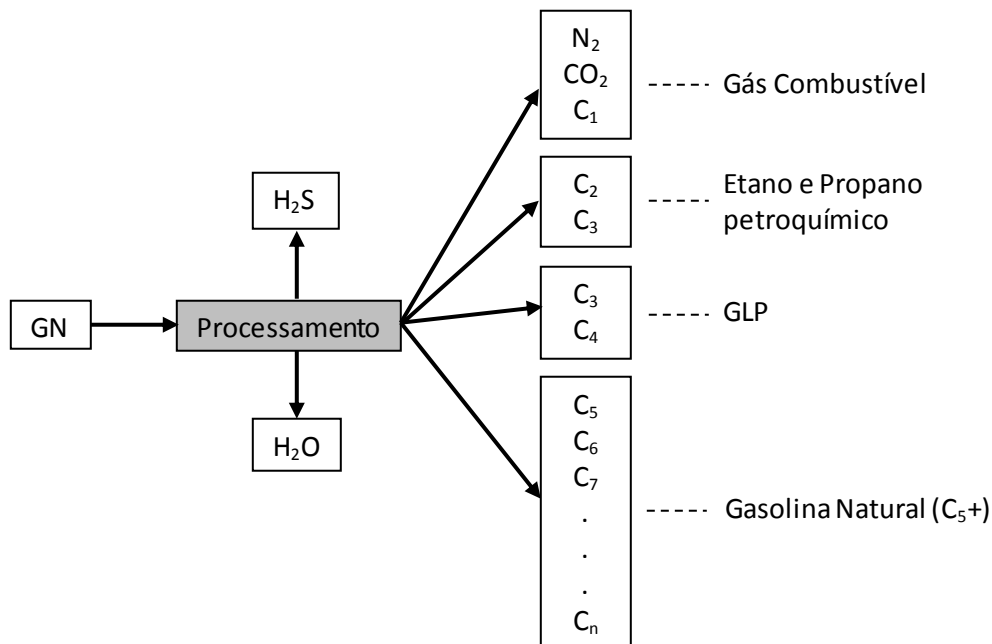 GN
Processamento
H₂S
H₂O
N₂
CO₂
C₁
Gás Combustível
C₂
C₃
Etano e Propano
petroquímico
C₃
C₄
GLP
C₅
C₆
C₇
.
.
.
Cₙ
Gasolina Natural (C₅+)